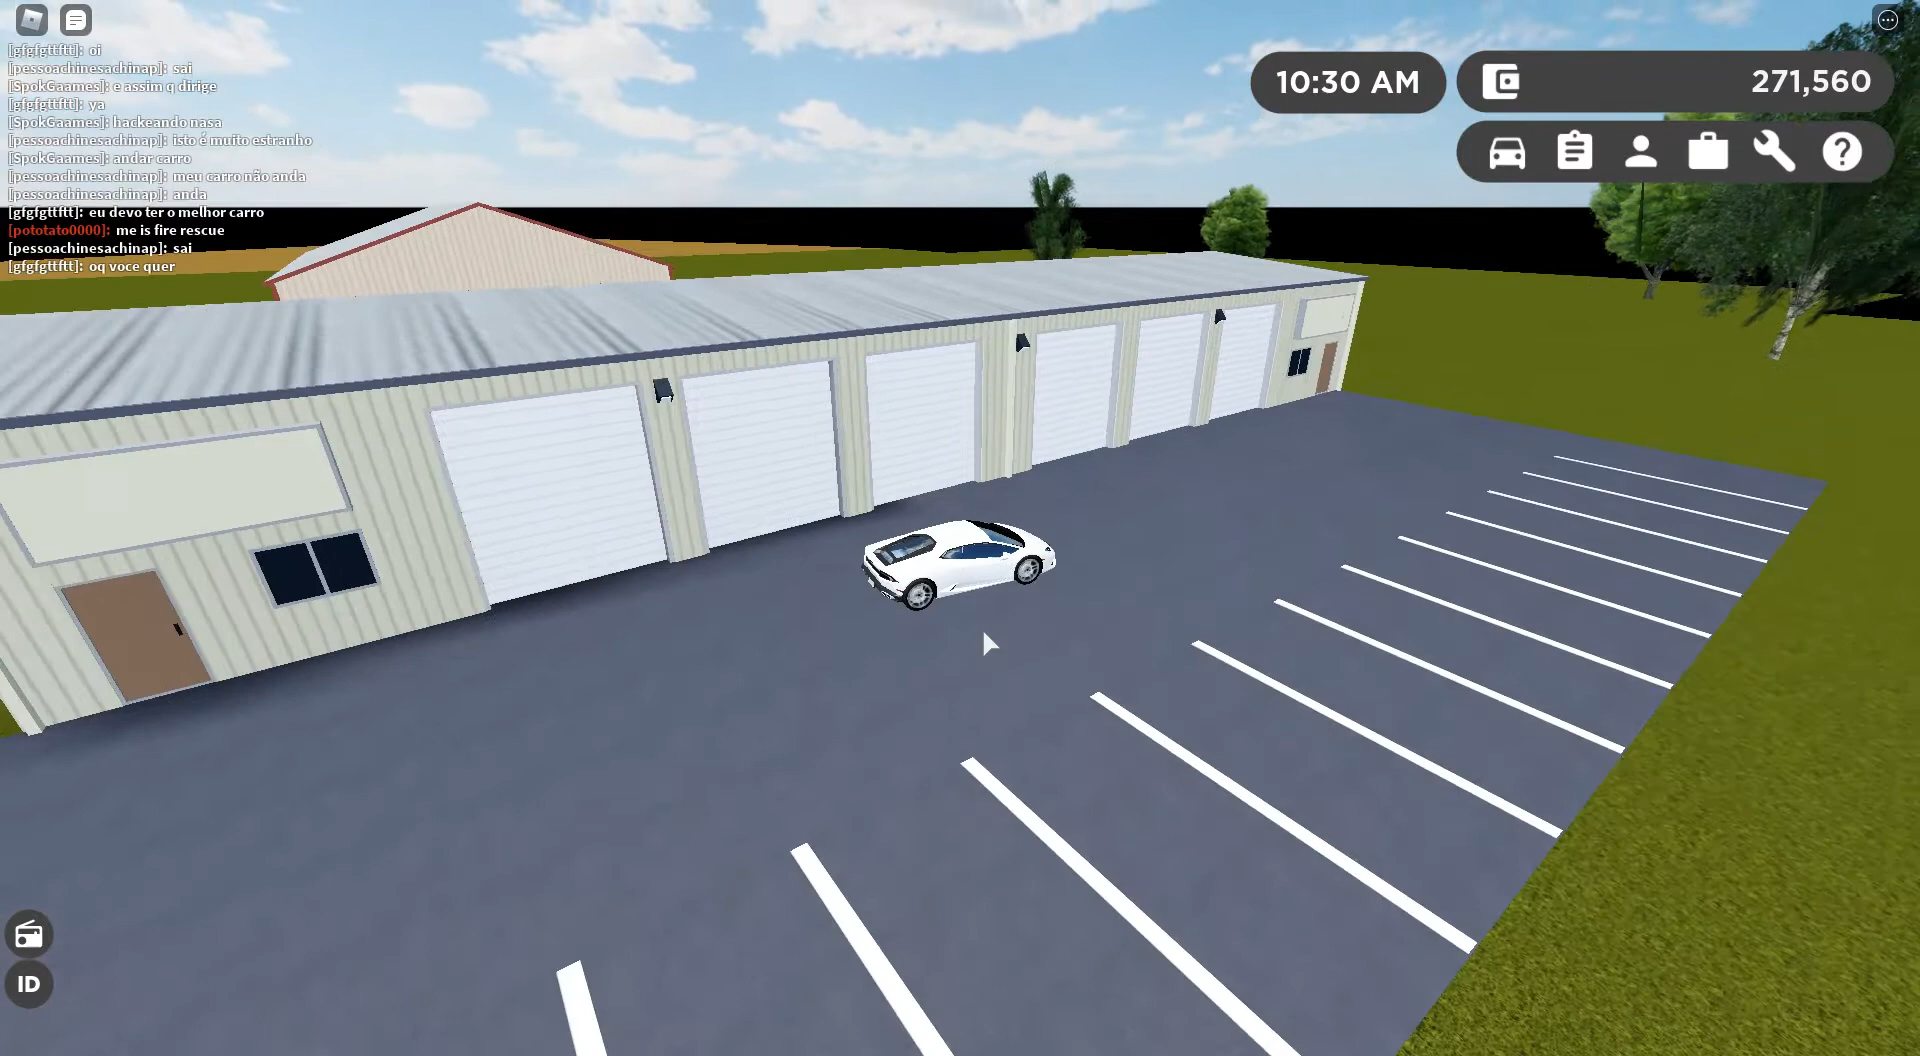 [gfgfgttftt]: oi
[pessoachinesachinap]: sai
[SpokGaames]: e assim q dirige
[gfgfgttftt]: ya
[SpokGaames]: hackeando nasa
[pessoachinesachinap]: isto é muito estranho
[SpokGaames]: andar carro
[pessoachinesachinap]: meu carro não anda
[pessoachinesachinap]: anda
[gfgfgttftt]: eu devo ter o melhor carro
[pototato0000]: me is fire rescue
[pessoachinesachinap]: sai
[gfgfgttftt]: oq voce quer
10:30 AM
271,560
ID